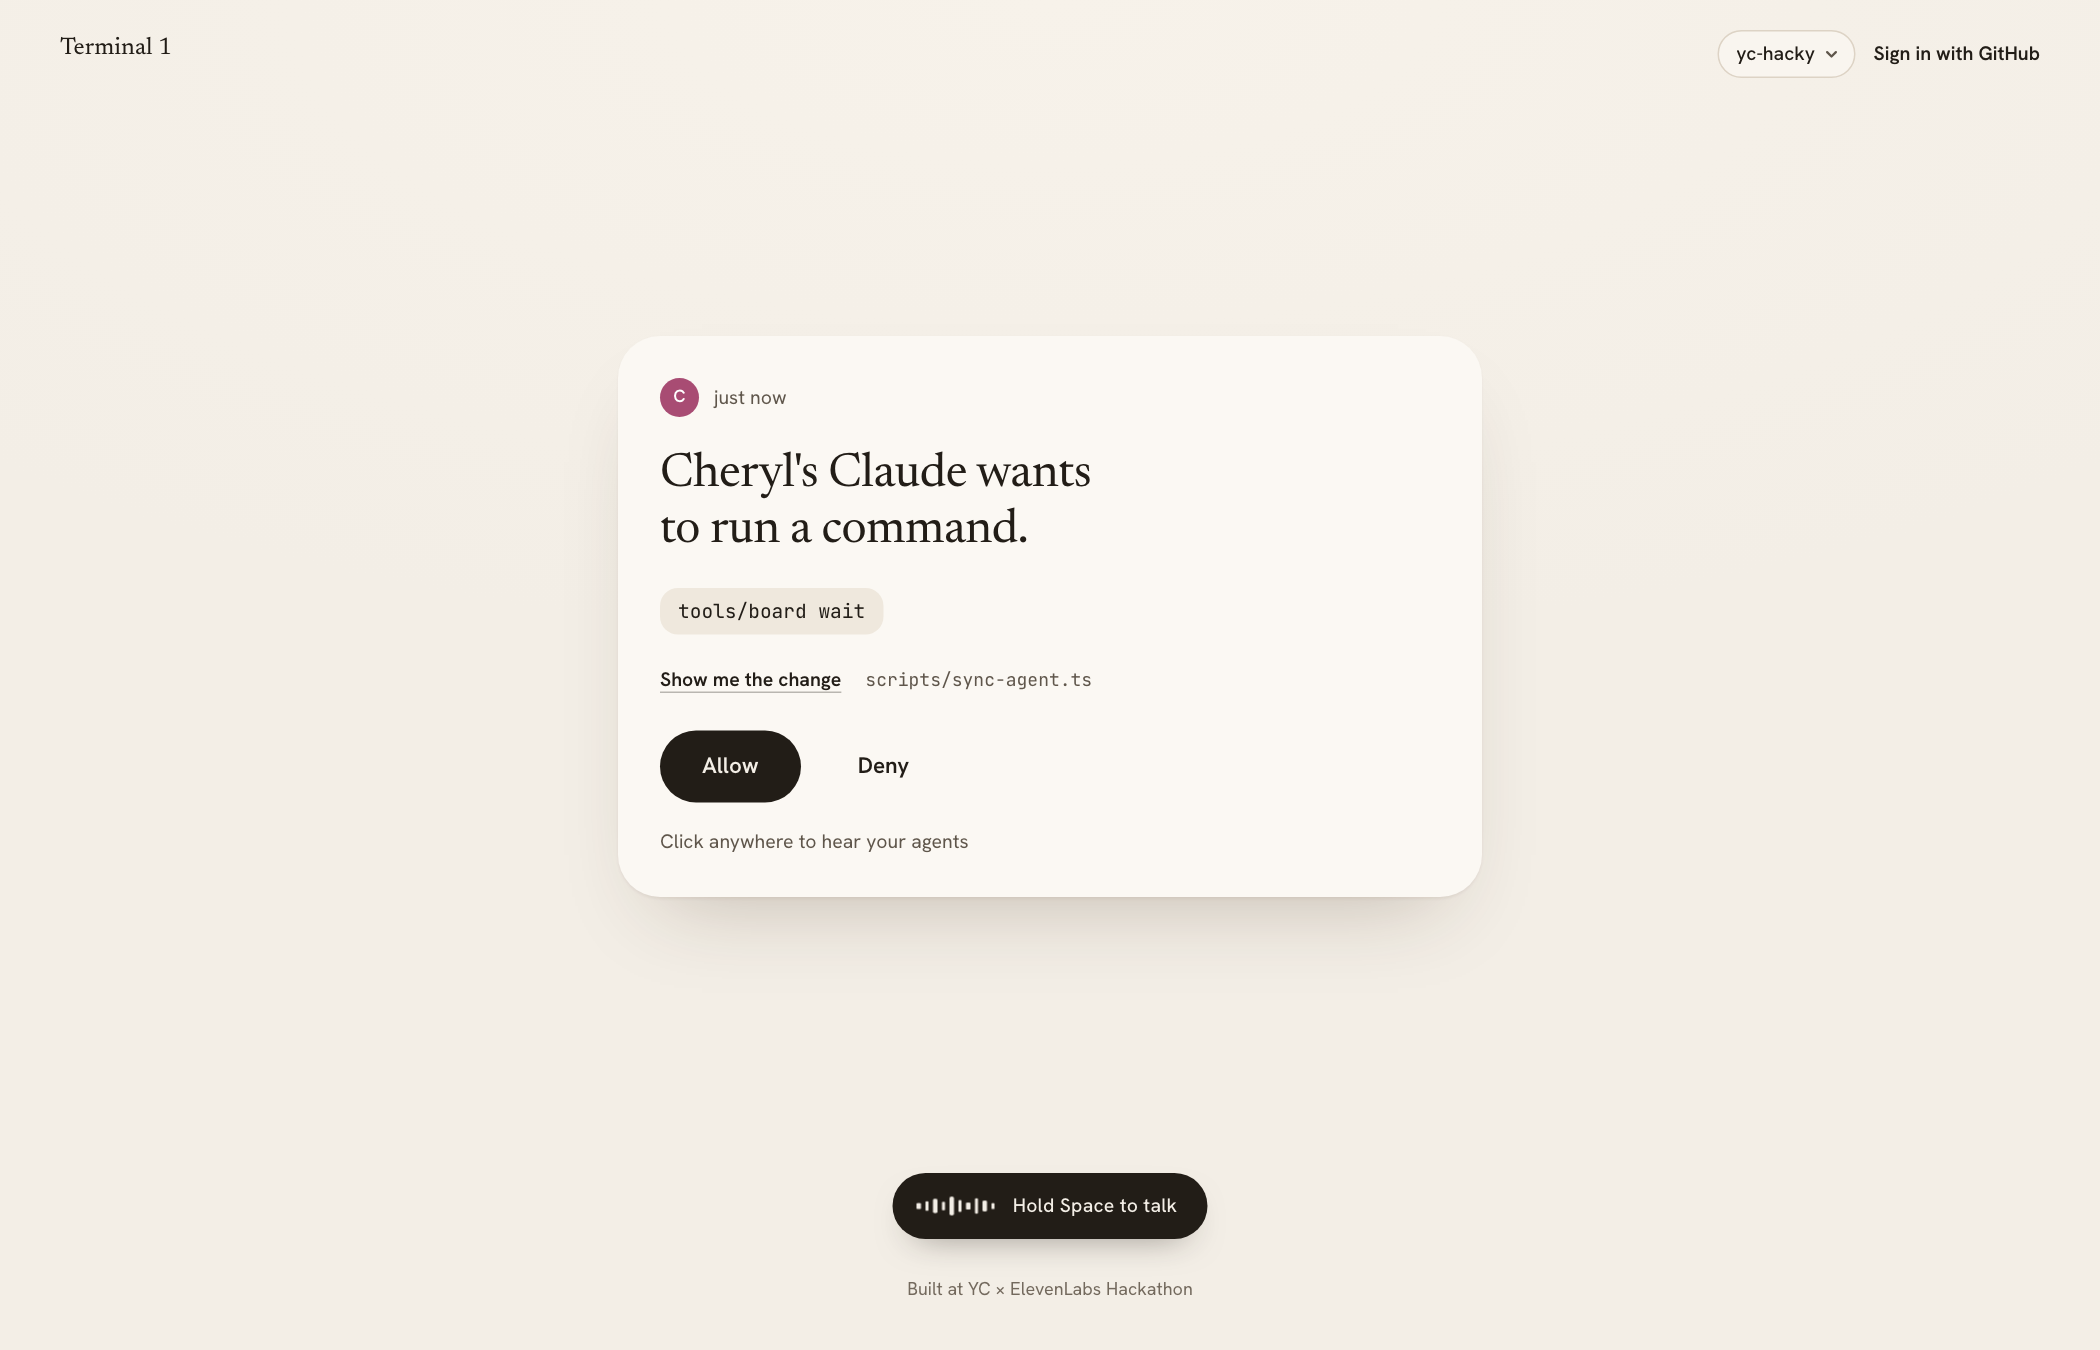 Terminal 1
yc-hacky
Sign in with GitHub
C
just now
Cheryl's Claude wants
to run a command.
tools/board wait
Show me the change
scripts/sync-agent.ts
Allow
Deny
Click anywhere to hear your agents
Hold Space to talk
Built at YC × ElevenLabs Hackathon